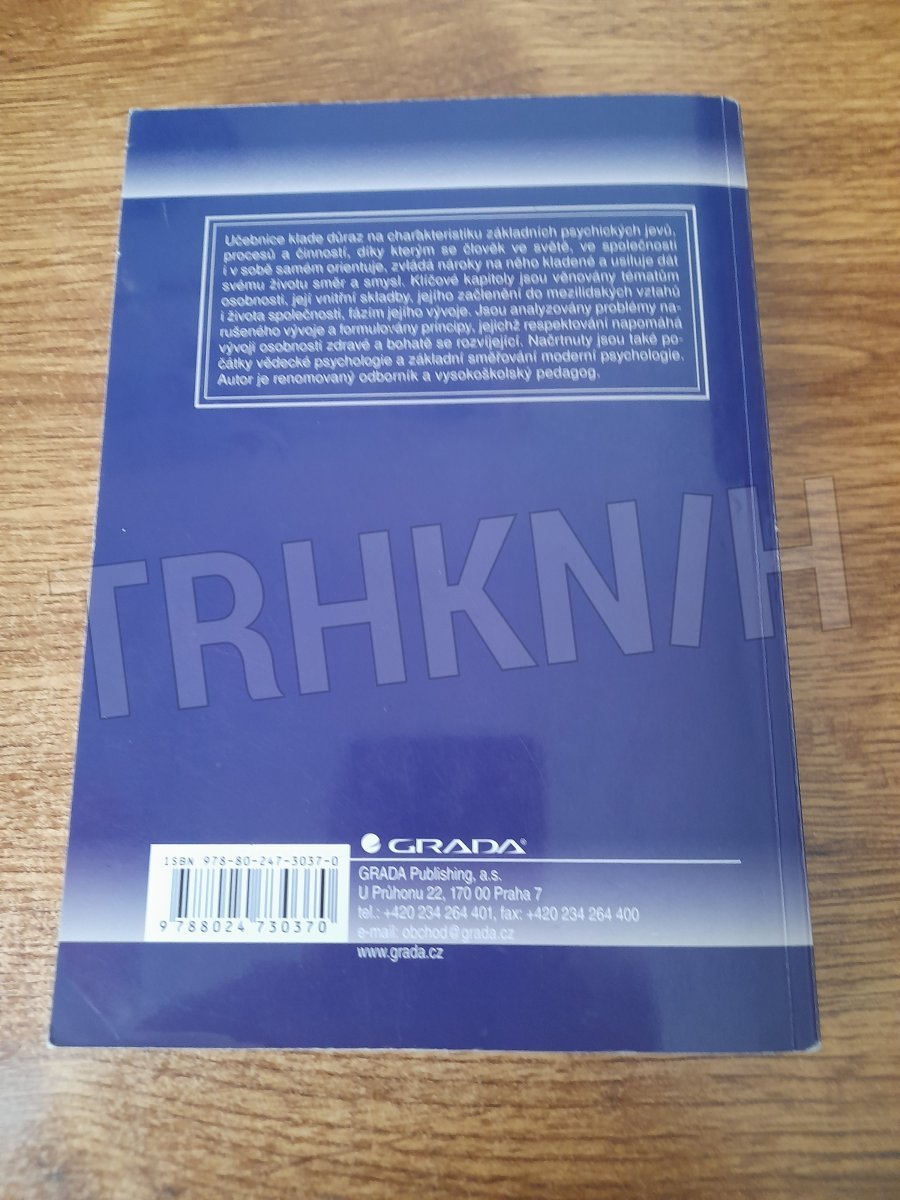 Učebnice klade důraz na charakteristiku základních psychických jevů,
procesů a činností, díky kterým se člověk ve světě, ve společnosti
i v sobě samém orientuje, zvládá nároky na něho kladené a usiluje dát
svému životu směr a smysl. Klíčové kapitoly jsou věnovány tématům
osobnosti, její vnitřní skladby, jejího začlenění do mezilidských vztahů
i života společnosti, fázím jejího vývoje. Jsou analyzovány problémy na-
rušeného vývoje a formulovány principy, jejichž respektování napomáhá
vývoji osobnosti zdravé a bohatě se rozvíjející. Načrtnuty jsou také po-
čátky vědecké psychologie a základní směřování moderní psychologie.
Autor je renomovaný odborník a vysokoškolský pedagog.
TRHKN/H
GRADA®
ISBN 978-80-247-3037-0
9 788024 730370
GRADA Publishing, a.s.
U Průhonu 22, 170 00 Praha 7
tel.: +420 234 264 401, fax: +420 234 264 400
e-mail: obchod@grada.cz
www.grada.cz